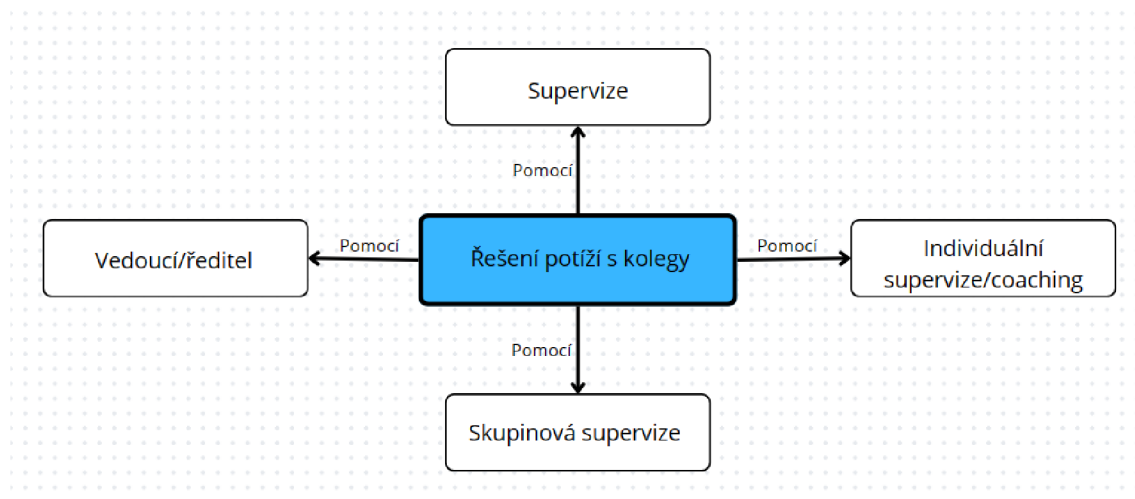 Supervize
Pomocí
Vedoucí/ředitel
Pomocí
Řešení potíží s kolegy
Pomocí
Individuální
supervize/coaching
Pomocí
Skupinová supervize